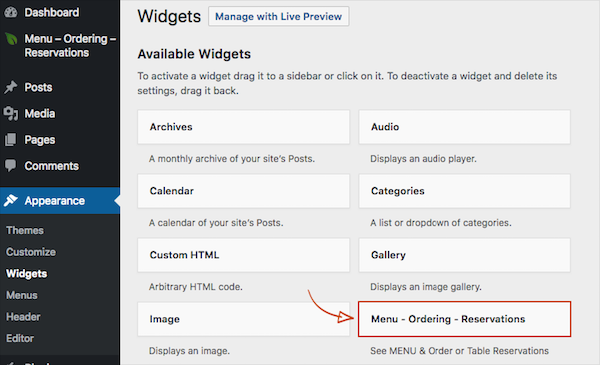 Dashboard
Menu – Ordering –
Reservations
Posts
Media
Pages
Comments
Appearance
Themes
Customize
Widgets
Menus
Header
Editor
Widgets
Manage with Live Preview
Available Widgets
To activate a widget drag it to a sidebar or click on it. To deactivate a widget and delete its
settings, drag it back.
Archives
Audio
A monthly archive of your site's Posts.
Displays an audio player.
Calendar
Categories
A calendar of your site's Posts.
A list or dropdown of categories.
Custom HTML
Gallery
Arbitrary HTML code.
Displays an image gallery.
Image
Menu - Ordering - Reservations
Displays an image.
See MENU & Order or Table Reservations